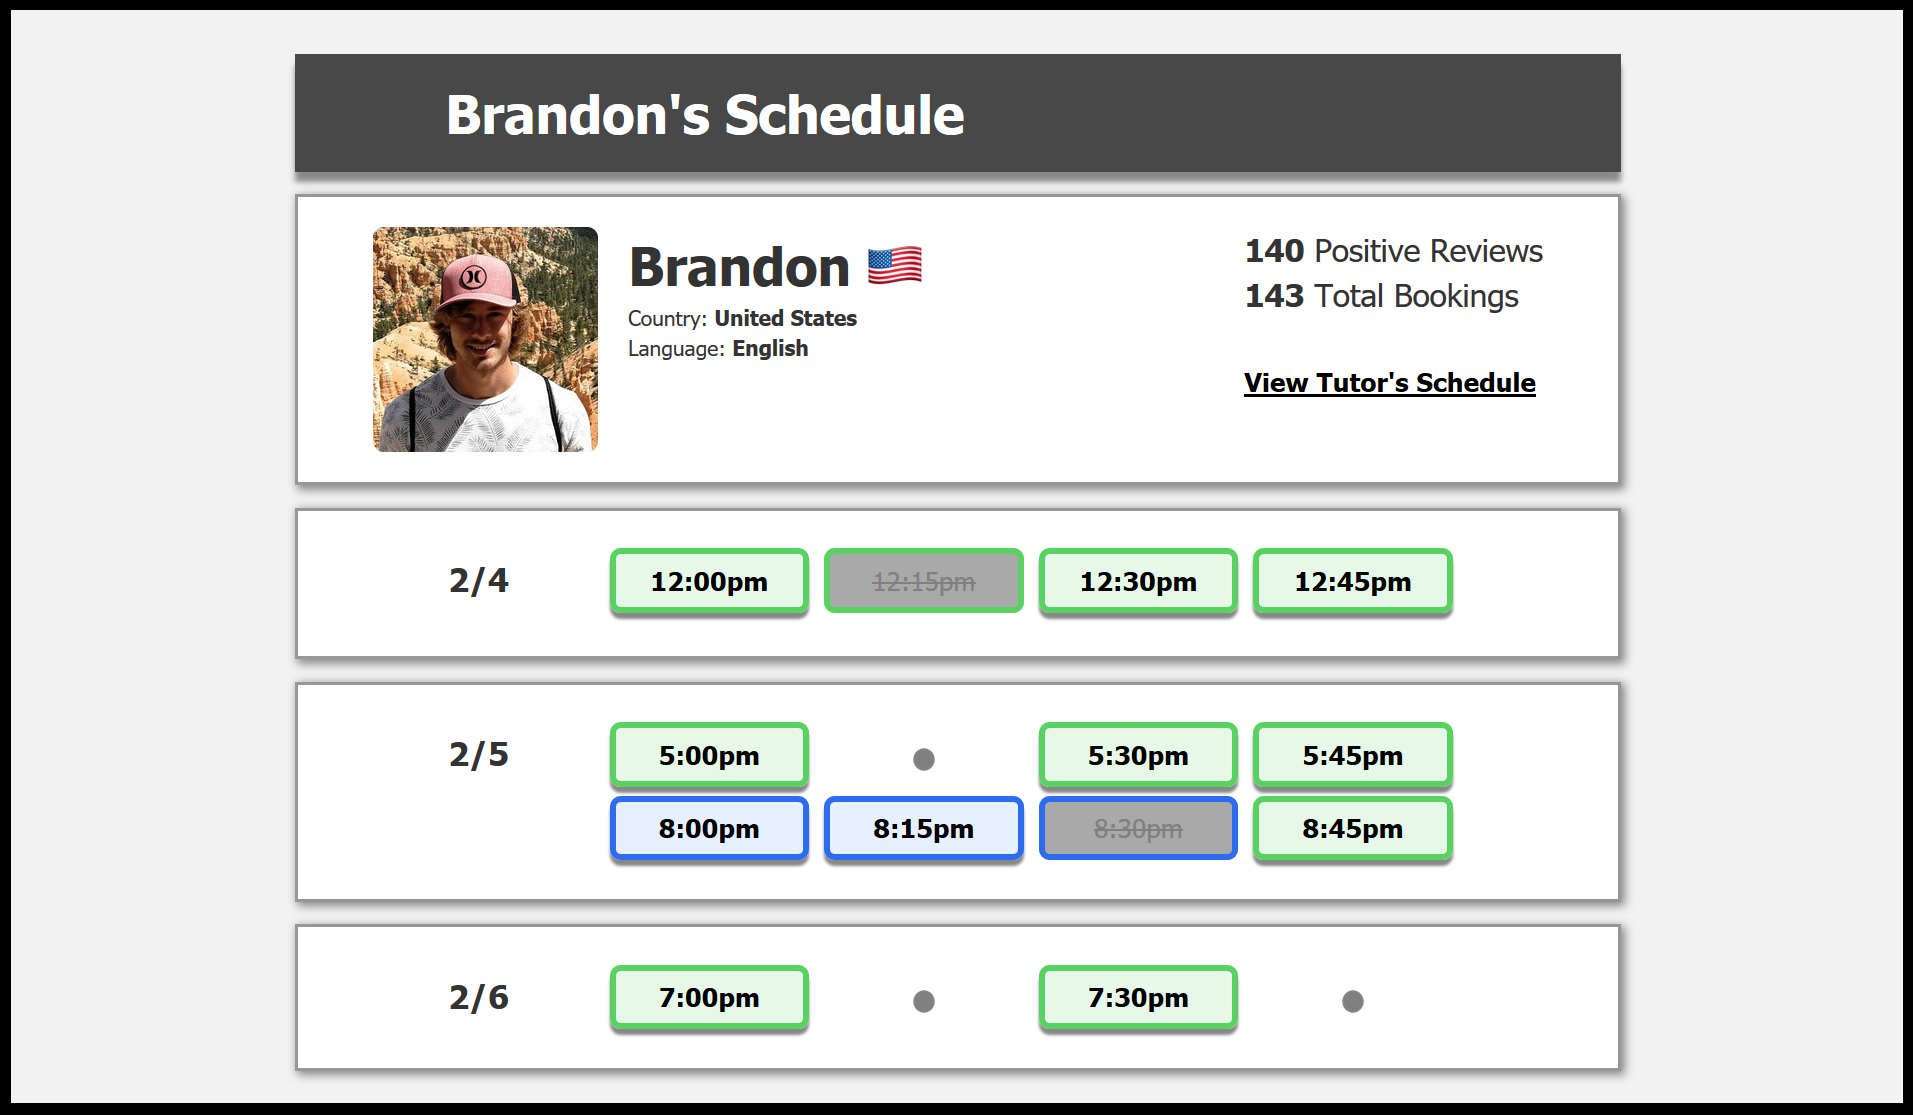 Brandon's Schedule
Brandon
Country: United States
Language: English
140 Positive Reviews
143 Total Bookings
View Tutor's Schedule
2/4
12:00pm 12:15pm 12:30pm 12:45pm
2/5
5:00pm 5:30pm 5:45pm
8:00pm 8:15pm 8:30pm 8:45pm
2/6
7:00pm 7:30pm